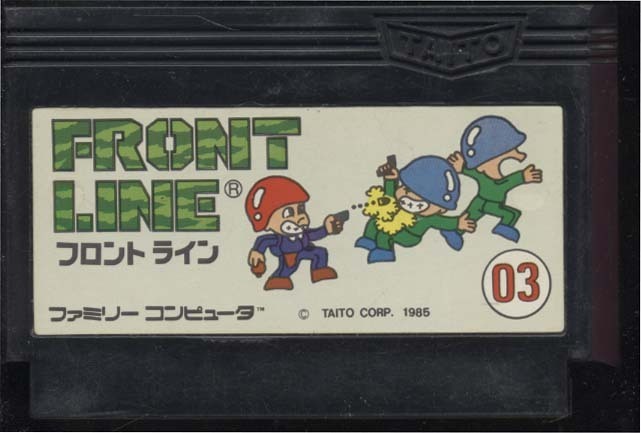 TAITO
FRONT
LINE®
フロント ライン
03
ファミリー コンピュータ™
© TAITO CORP. 1985